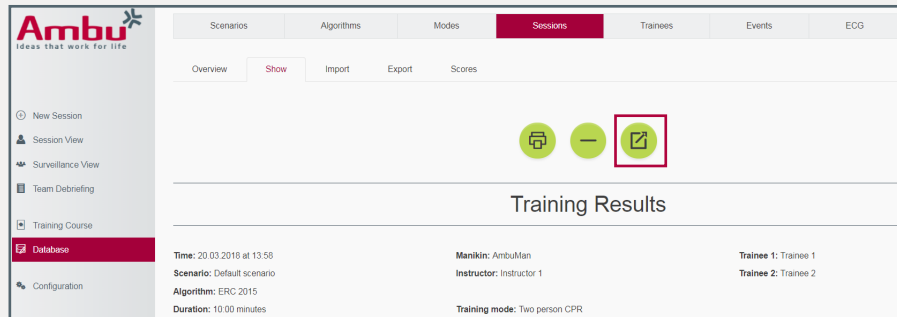 Ambu
Ideas that work for life
Scenarios Algorithms Modes Sessions Trainees Events ECG
Overview Show Import Export Scores
New Session
Session View
Surveillance View
Team Debriefing
Training Course
Database
Configuration
Training Results
Time: 20.03.2018 at 13:58 Manikin: AmbuMan Trainee 1: Trainee 1
Scenario: Default scenario Instructor: Instructor 1 Trainee 2: Trainee 2
Algorithm: ERC 2015
Duration: 10:00 minutes Training mode: Two person CPR